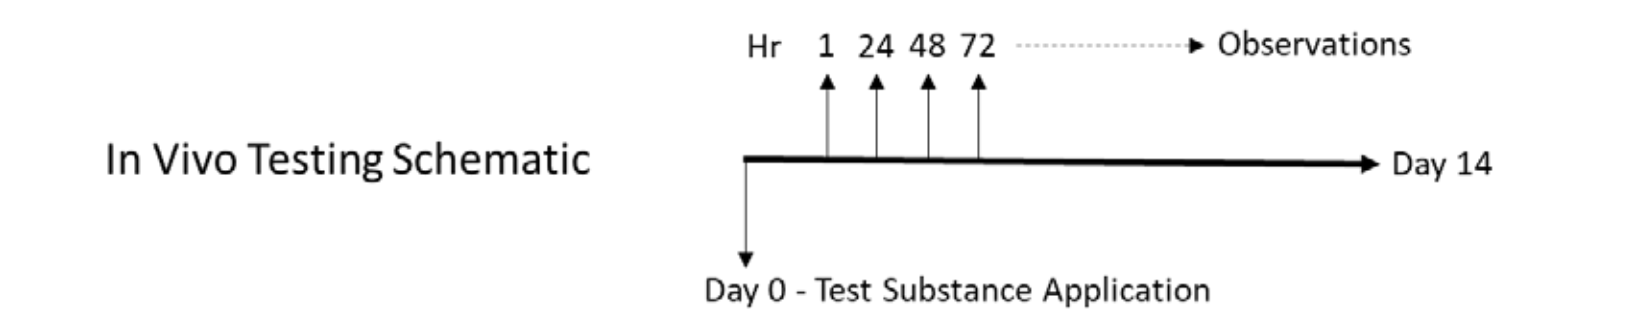 Hr 1 24 48 72 Observations
In Vivo Testing Schematic
Day 14
Day 0 - Test Substance Application